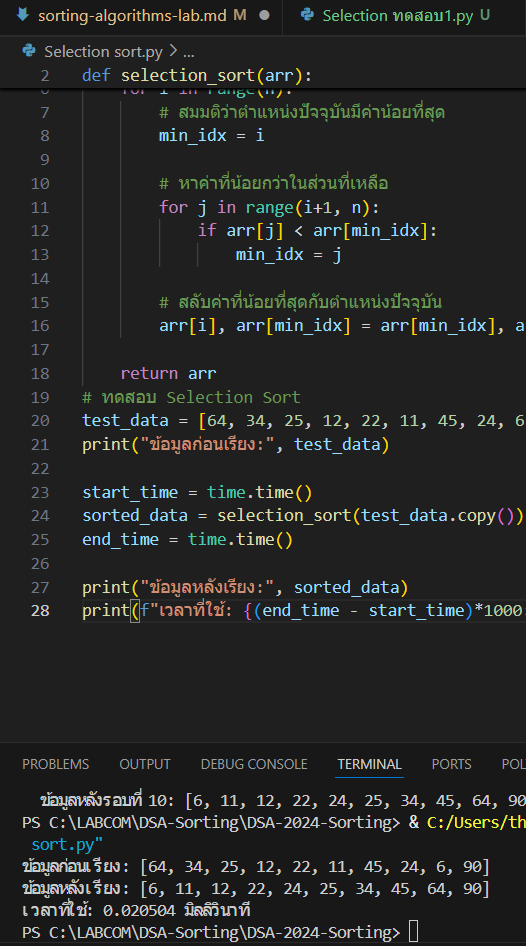 sorting-algorithms-lab.md M
Selection ทดสอบ1.py U
Selection sort.py > ...
2 def selection_sort(arr):
7 # สมมติว่าตำแหน่งปัจจุบันมีค่าน้อยที่สุด
8 min_idx = i
9
10 # หาค่าที่น้อยกว่าในส่วนที่เหลือ
11 for j in range(i+1, n):
12 if arr[j] < arr[min_idx]:
13 min_idx = j
14
15 # สลับค่าที่น้อยที่สุดกับตำแหน่งปัจจุบัน
16 arr[i], arr[min_idx] = arr[min_idx], a
17
18 return arr
19 # ทดสอบ Selection Sort
20 test_data = [64, 34, 25, 12, 22, 11, 45, 24, 6
21 print("ข้อมูลก่อนเรียง:", test_data)
22
23 start_time = time.time()
24 sorted_data = selection_sort(test_data.copy())
25 end_time = time.time()
26
27 print("ข้อมูลหลังเรียง:", sorted_data)
28 print(f"เวลาที่ใช้: {(end_time - start_time)*1000:
PROBLEMS OUTPUT DEBUG CONSOLE TERMINAL PORTS
ข้อมูลหลังรอบที่ 10: [6, 11, 12, 22, 24, 25, 34, 45, 64, 90
PS C:\LABCOM\DSA-Sorting\DSA-2024-Sorting> & C:/Users/th
sort.py"
ข้อมูลก่อนเรียง: [64, 34, 25, 12, 22, 11, 45, 24, 6, 90]
ข้อมูลหลังเรียง: [6, 11, 12, 22, 24, 25, 34, 45, 64, 90]
เวลาที่ใช้: 0.020504 มิลลิวินาที
PS C:\LABCOM\DSA-Sorting\DSA-2024-Sorting>